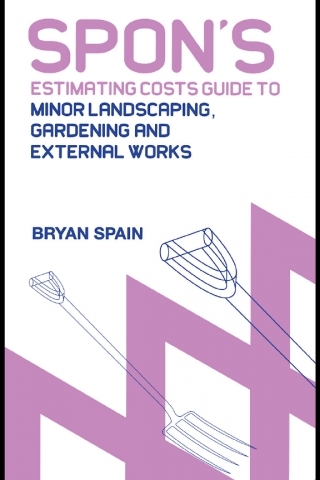 SPON'S
ESTIMATING COSTS GUIDE TO
MINOR LANDSCAPING,
GARDENING AND
EXTERNAL WORKS
BRYAN SPAIN